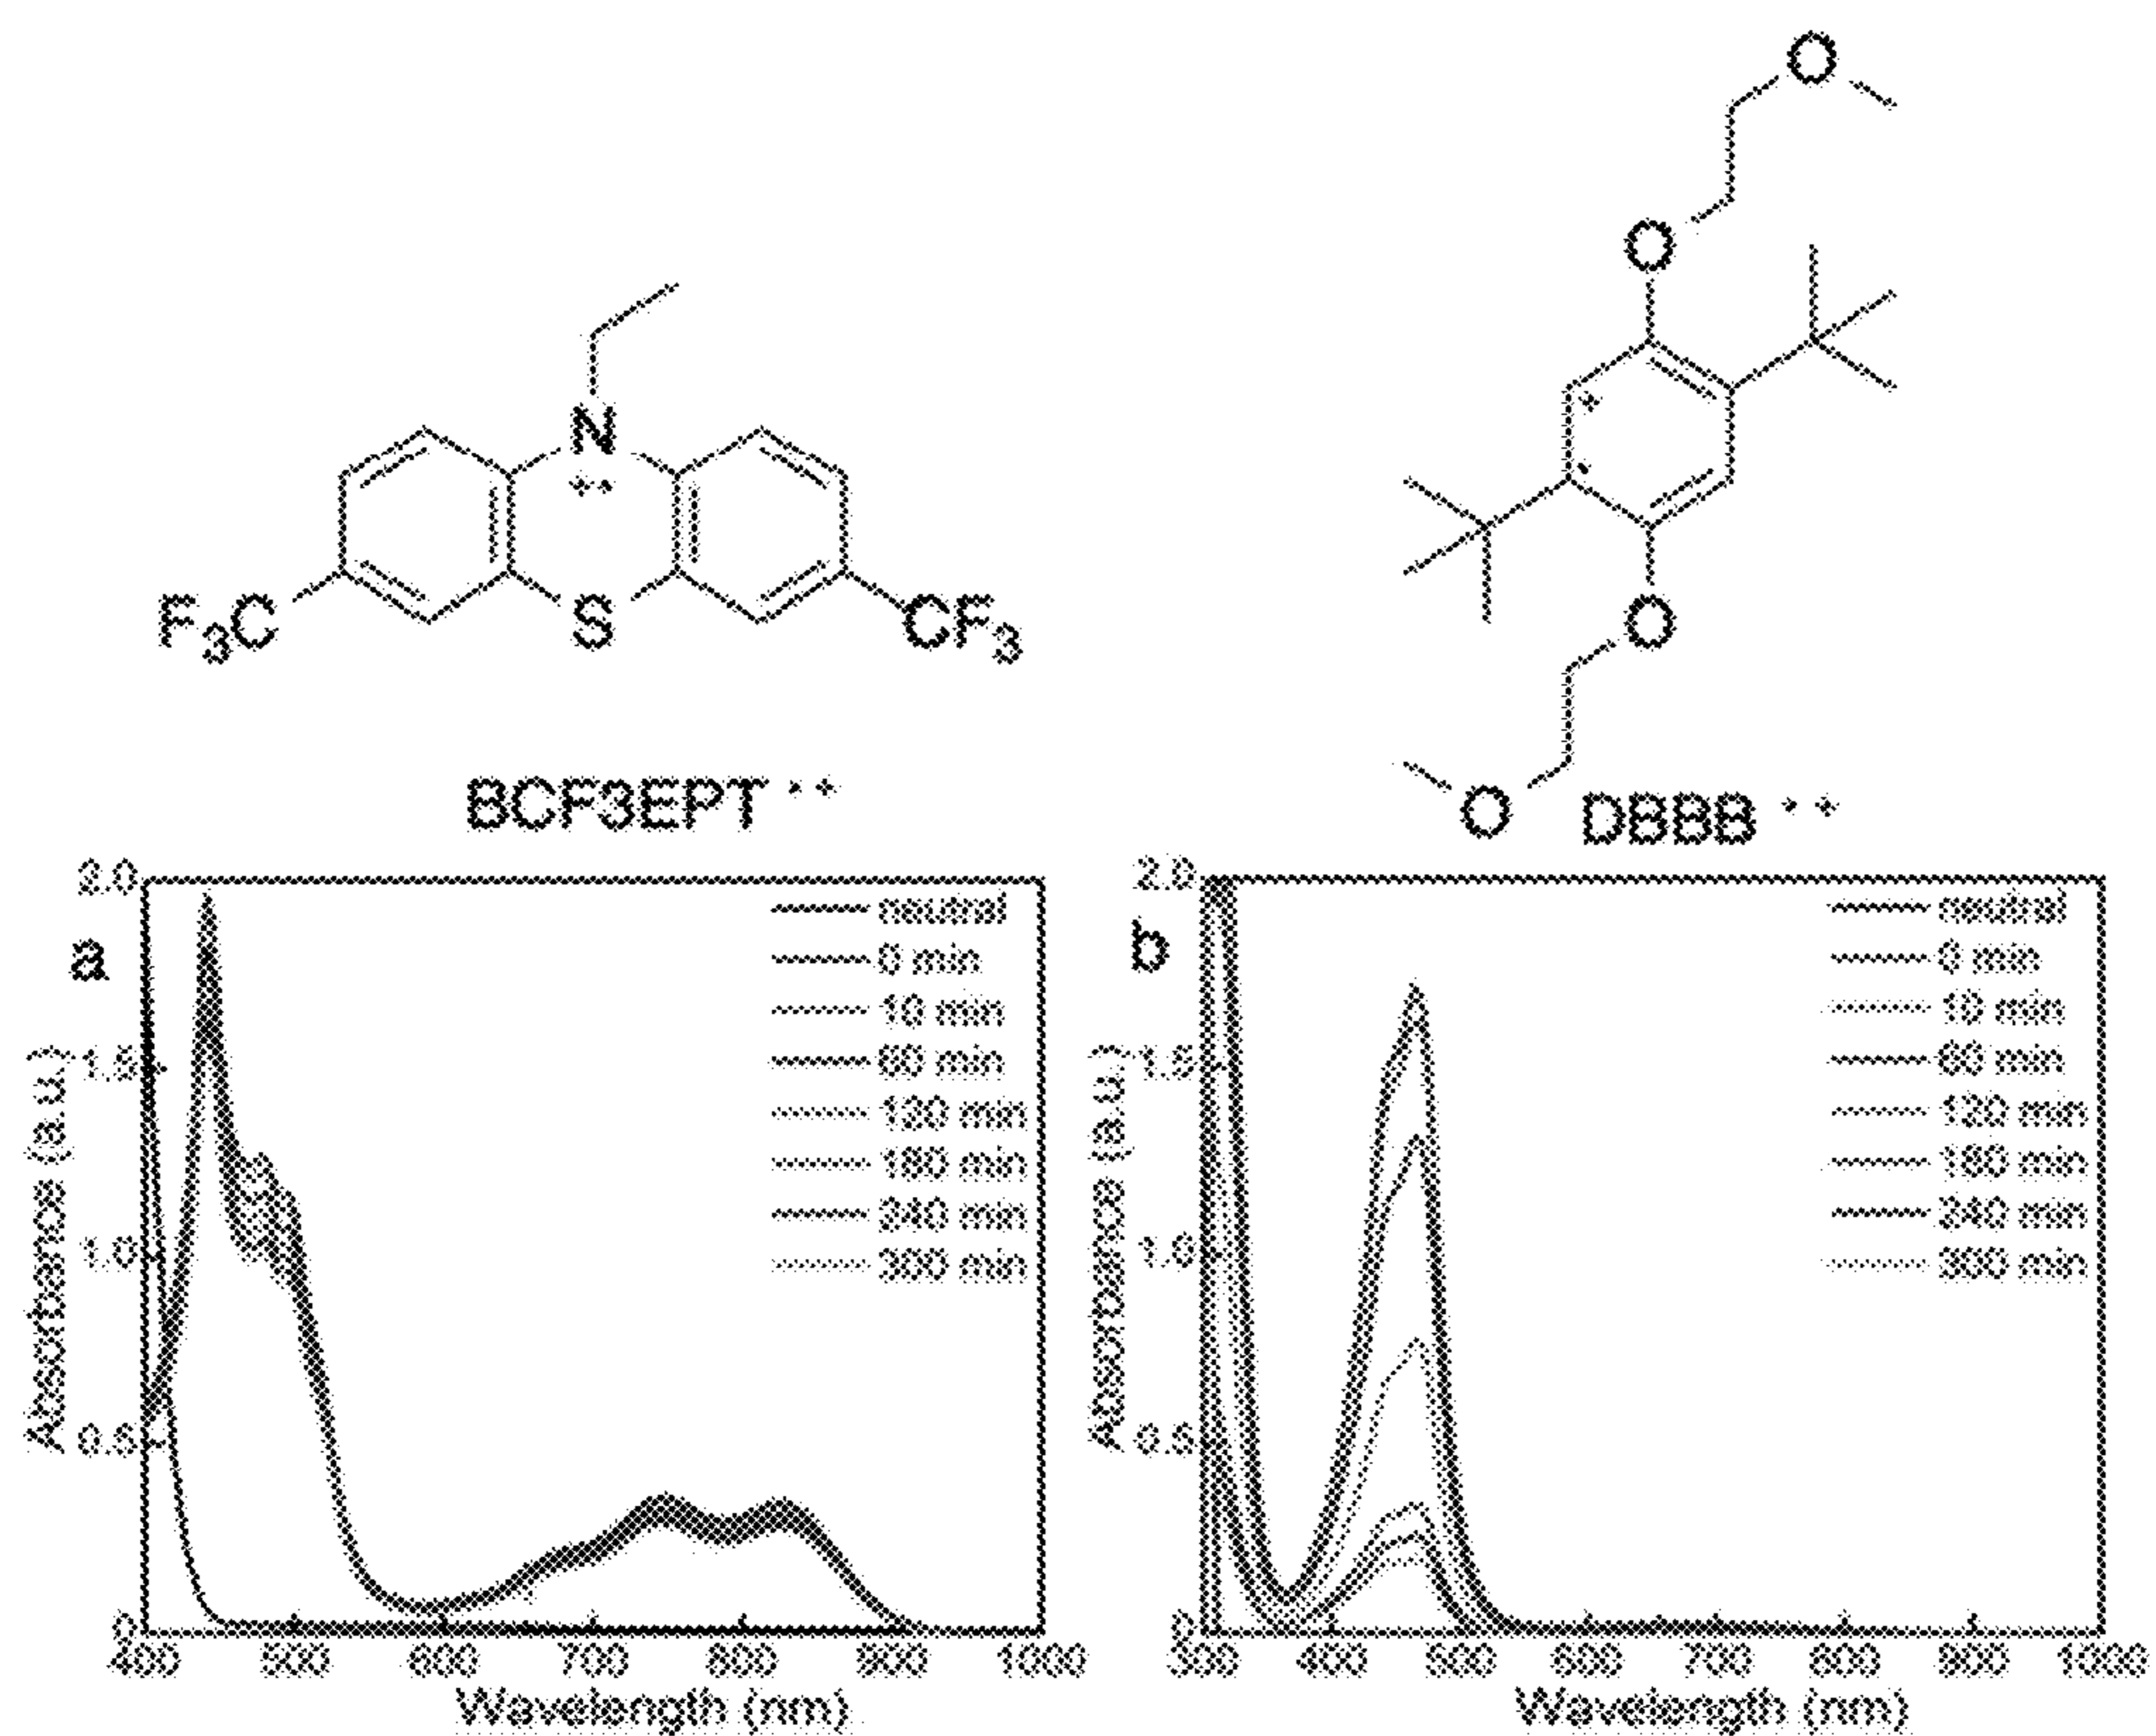 O
O
N
••
F3C
S
CF3
O
O
BCF3EPT •+
DBBB •+
a
2.0
1.5
1.0
0.5
0
Absorbance (a.u.)
neutral
0 min
10 min
60 min
120 min
180 min
240 min
300 min
400 500 600 700 800 900 1000
Wavelength (nm)
b
2.0
1.5
1.0
0.5
0
Absorbance (a.u.)
neutral
0 min
10 min
60 min
120 min
180 min
240 min
300 min
300 400 500 600 700 800 900 1000
Wavelength (nm)